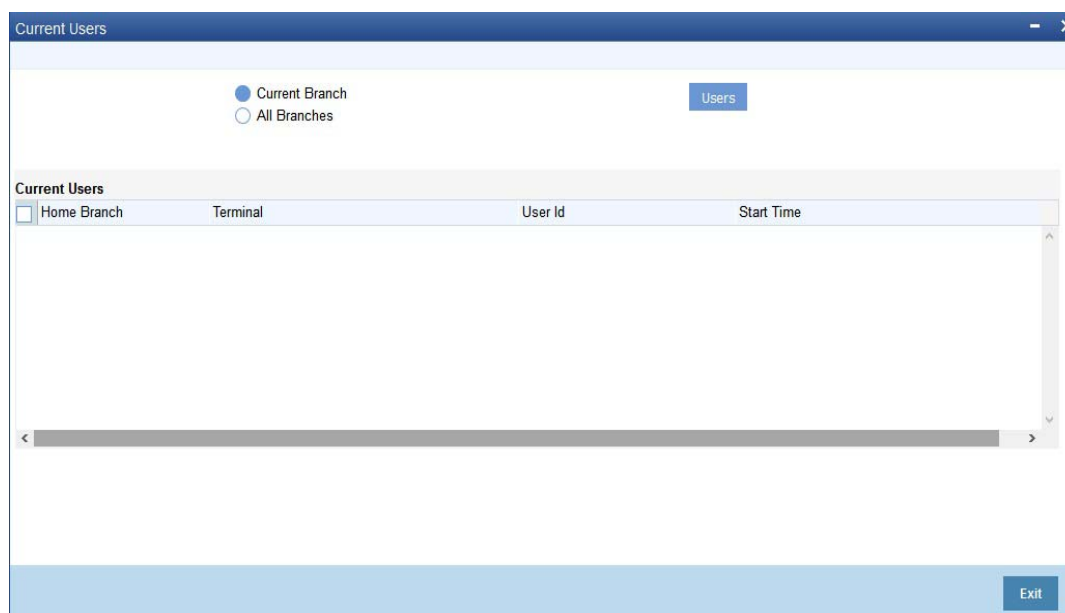 Current Users
Current Branch
Users
All Branches
Current Users
Home Branch Terminal User Id Start Time
Exit